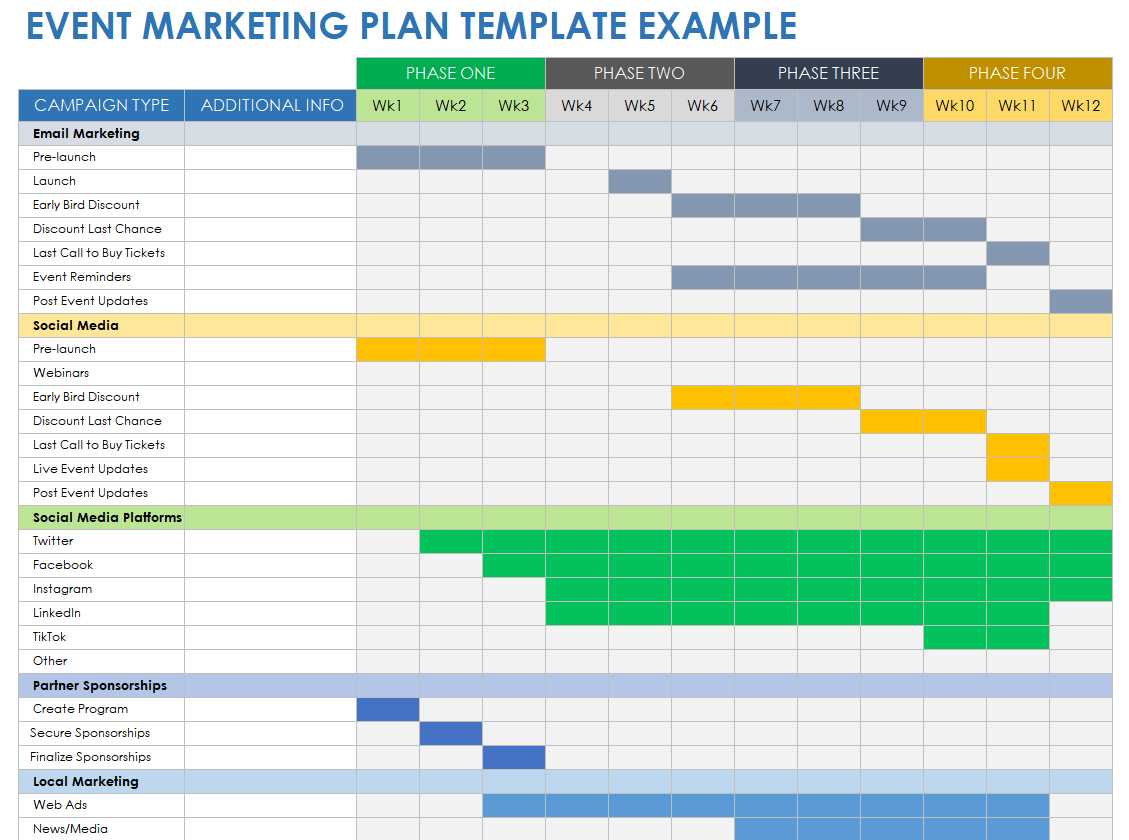 EVENT MARKETING PLAN TEMPLATE EXAMPLE
PHASE ONE PHASE TWO PHASE THREE PHASE FOUR
CAMPAIGN TYPE ADDITIONAL INFO Wk1 Wk2 Wk3 Wk4 Wk5 Wk6 Wk7 Wk8 Wk9 Wk10 Wk11 Wk12
Email Marketing
Pre-launch
Launch
Early Bird Discount
Discount Last Chance
Last Call to Buy Tickets
Event Reminders
Post Event Updates
Social Media
Pre-launch
Webinars
Early Bird Discount
Discount Last Chance
Last Call to Buy Tickets
Live Event Updates
Post Event Updates
Social Media Platforms
Twitter
Facebook
Instagram
LinkedIn
TikTok
Other
Partner Sponsorships
Create Program
Secure Sponsorships
Finalize Sponsorships
Local Marketing
Web Ads
News/Media